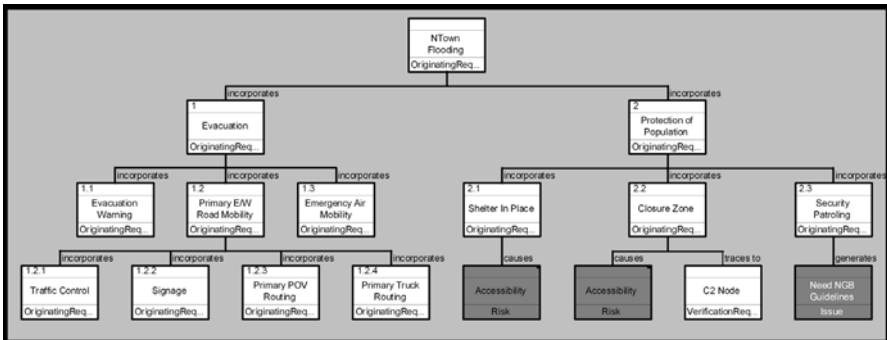 NTown
Flooding
OriginatingReq...
incorporates incorporates
1
Evacuation
OriginatingReq...
2
Protection of
Population
OriginatingReq...
incorporates incorporates incorporates incorporates incorporates incorporates
1.1
Evacuation
Warning
OriginatingReq...
1.2
Primary E/W
Road Mobility
OriginatingReq...
1.3
Emergency Air
Mobility
OriginatingReq...
2.1
Shelter In Place
OriginatingReq...
2.2
Closure Zone
OriginatingReq...
2.3
Security
Patroling
OriginatingReq...
incorporates incorporates incorporates incorporates causes causes traces to generates
1.2.1
Traffic Control
OriginatingReq...
1.2.2
Signage
OriginatingReq...
1.2.3
Primary POV
Routing
OriginatingReq...
1.2.4
Primary Truck
Routing
OriginatingReq...
Accessibility
Risk
Accessibility
Risk
C2 Node
VerificationReq...
Need NGB
Guidelines
Issue